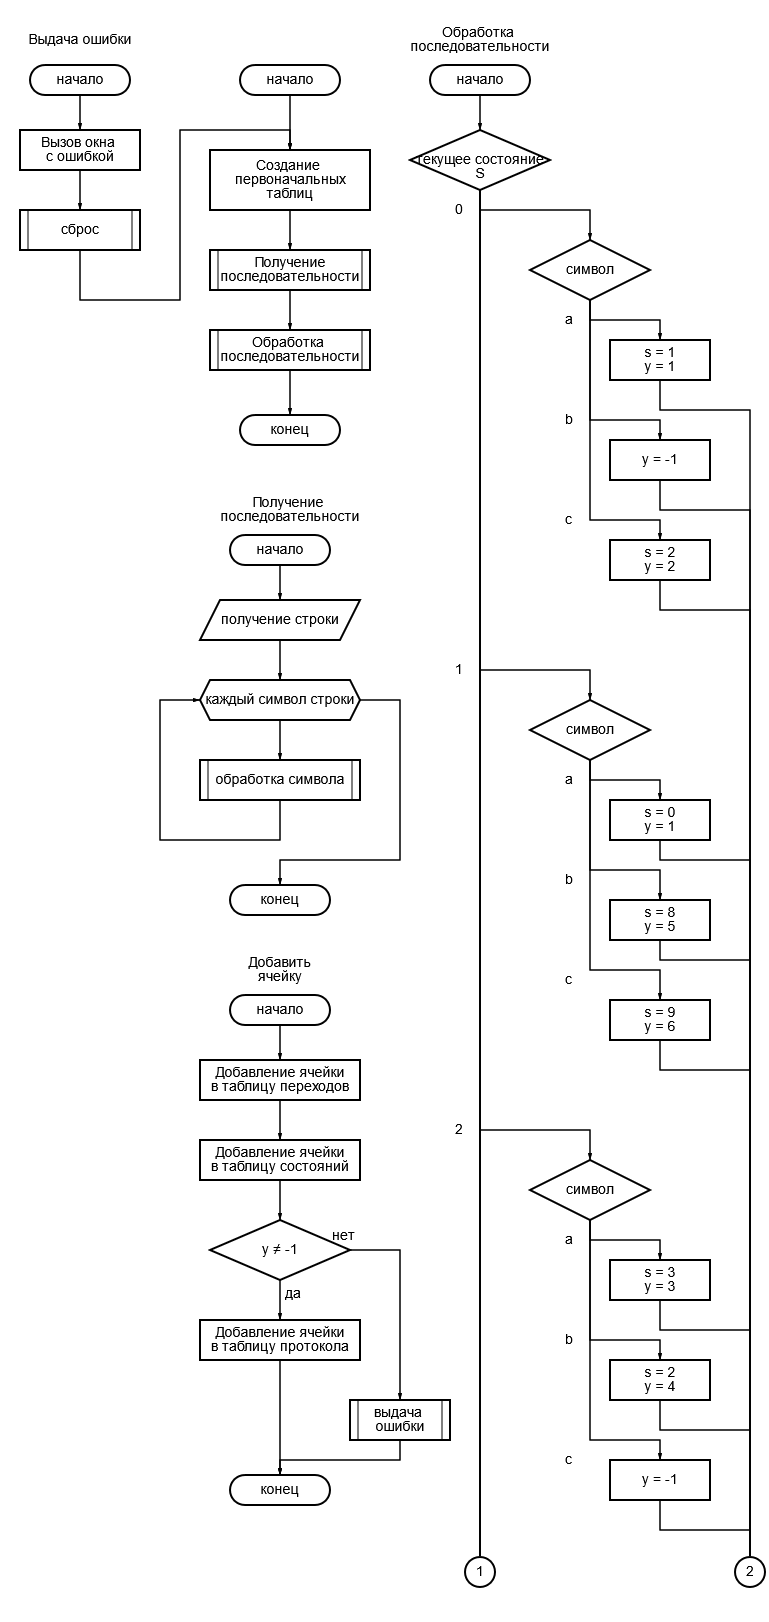 Выдача ошибки
начало
Вызов окна
с ошибкой
сброс
начало
Создание
первоначальных
таблиц
Получение
последовательности
Обработка
последовательности
конец
Получение
последовательности
начало
получение строки
каждый символ строки
обработка символа
конец
Добавить
ячейку
начало
Добавление ячейки
в таблицу переходов
Добавление ячейки
в таблицу состояний
y ≠ -1
нет
да
Добавление ячейки
в таблицу протокола
выдача
ошибки
конец
Обработка
последовательности
начало
текущее состояние
S
0
символ
a
s = 1
y = 1
b
y = -1
c
s = 2
y = 2
1
символ
a
s = 0
y = 1
b
s = 8
y = 5
c
s = 9
y = 6
2
символ
a
s = 3
y = 3
b
s = 2
y = 4
c
y = -1
1
2